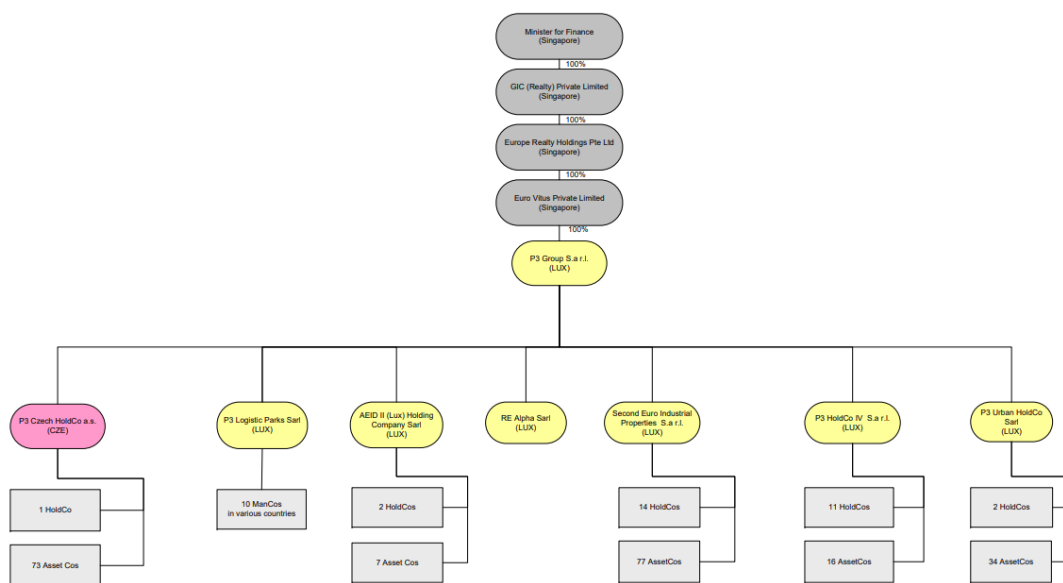 Minister for Finance
(Singapore)
100%
GIC (Realty) Private Limited
(Singapore)
100%
Europe Realty Holdings Pte Ltd
(Singapore)
100%
Euro Vitus Private Limited
(Singapore)
100%
P3 Group S.a r.l.
(LUX)
P3 Czech HoldCo a.s.
(CZE)
P3 Logistic Parks Sarl
(LUX)
AEID II (Lux) Holding
Company Sarl
(LUX)
RE Alpha Sarl
(LUX)
Second Euro Industrial
Properties S.a r.l.
(LUX)
P3 HoldCo IV S.a r.l.
(LUX)
P3 Urban HoldCo
Sarl
(LUX)
1 HoldCo
10 ManCos
in various countries
2 HoldCos
14 HoldCos
11 HoldCos
2 HoldCos
73 Asset Cos
7 Asset Cos
77 AssetCos
16 AssetCos
34 AssetCos